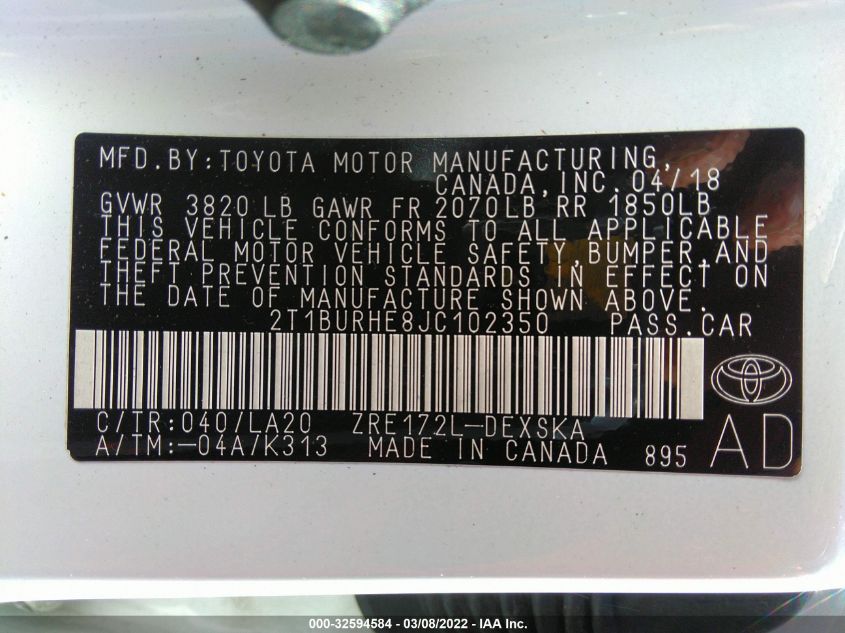 MFD.BY:TOYOTA MOTOR MANUFACTURING,
CANADA,INC.04/18
GVWR 3820 LB GAWR FR 2070LB RR 1850LB
THIS VEHICLE CONFORMS TO ALL APPLICABLE
FEDERAL MOTOR VEHICLE SAFETY,BUMPER,AND
THEFT PREVENTION STANDARDS IN EFFECT ON
THE DATE OF MANUFACTURE SHOWN ABOVE.
2T1BURHE8JC102350 PASS.CAR
C/TR:040/LA20 ZRE172L-DEXSKA
A/TM:-04A/K313 MADE IN CANADA 895 AD
000-32594584 - 03/08/2022 - IAA Inc.